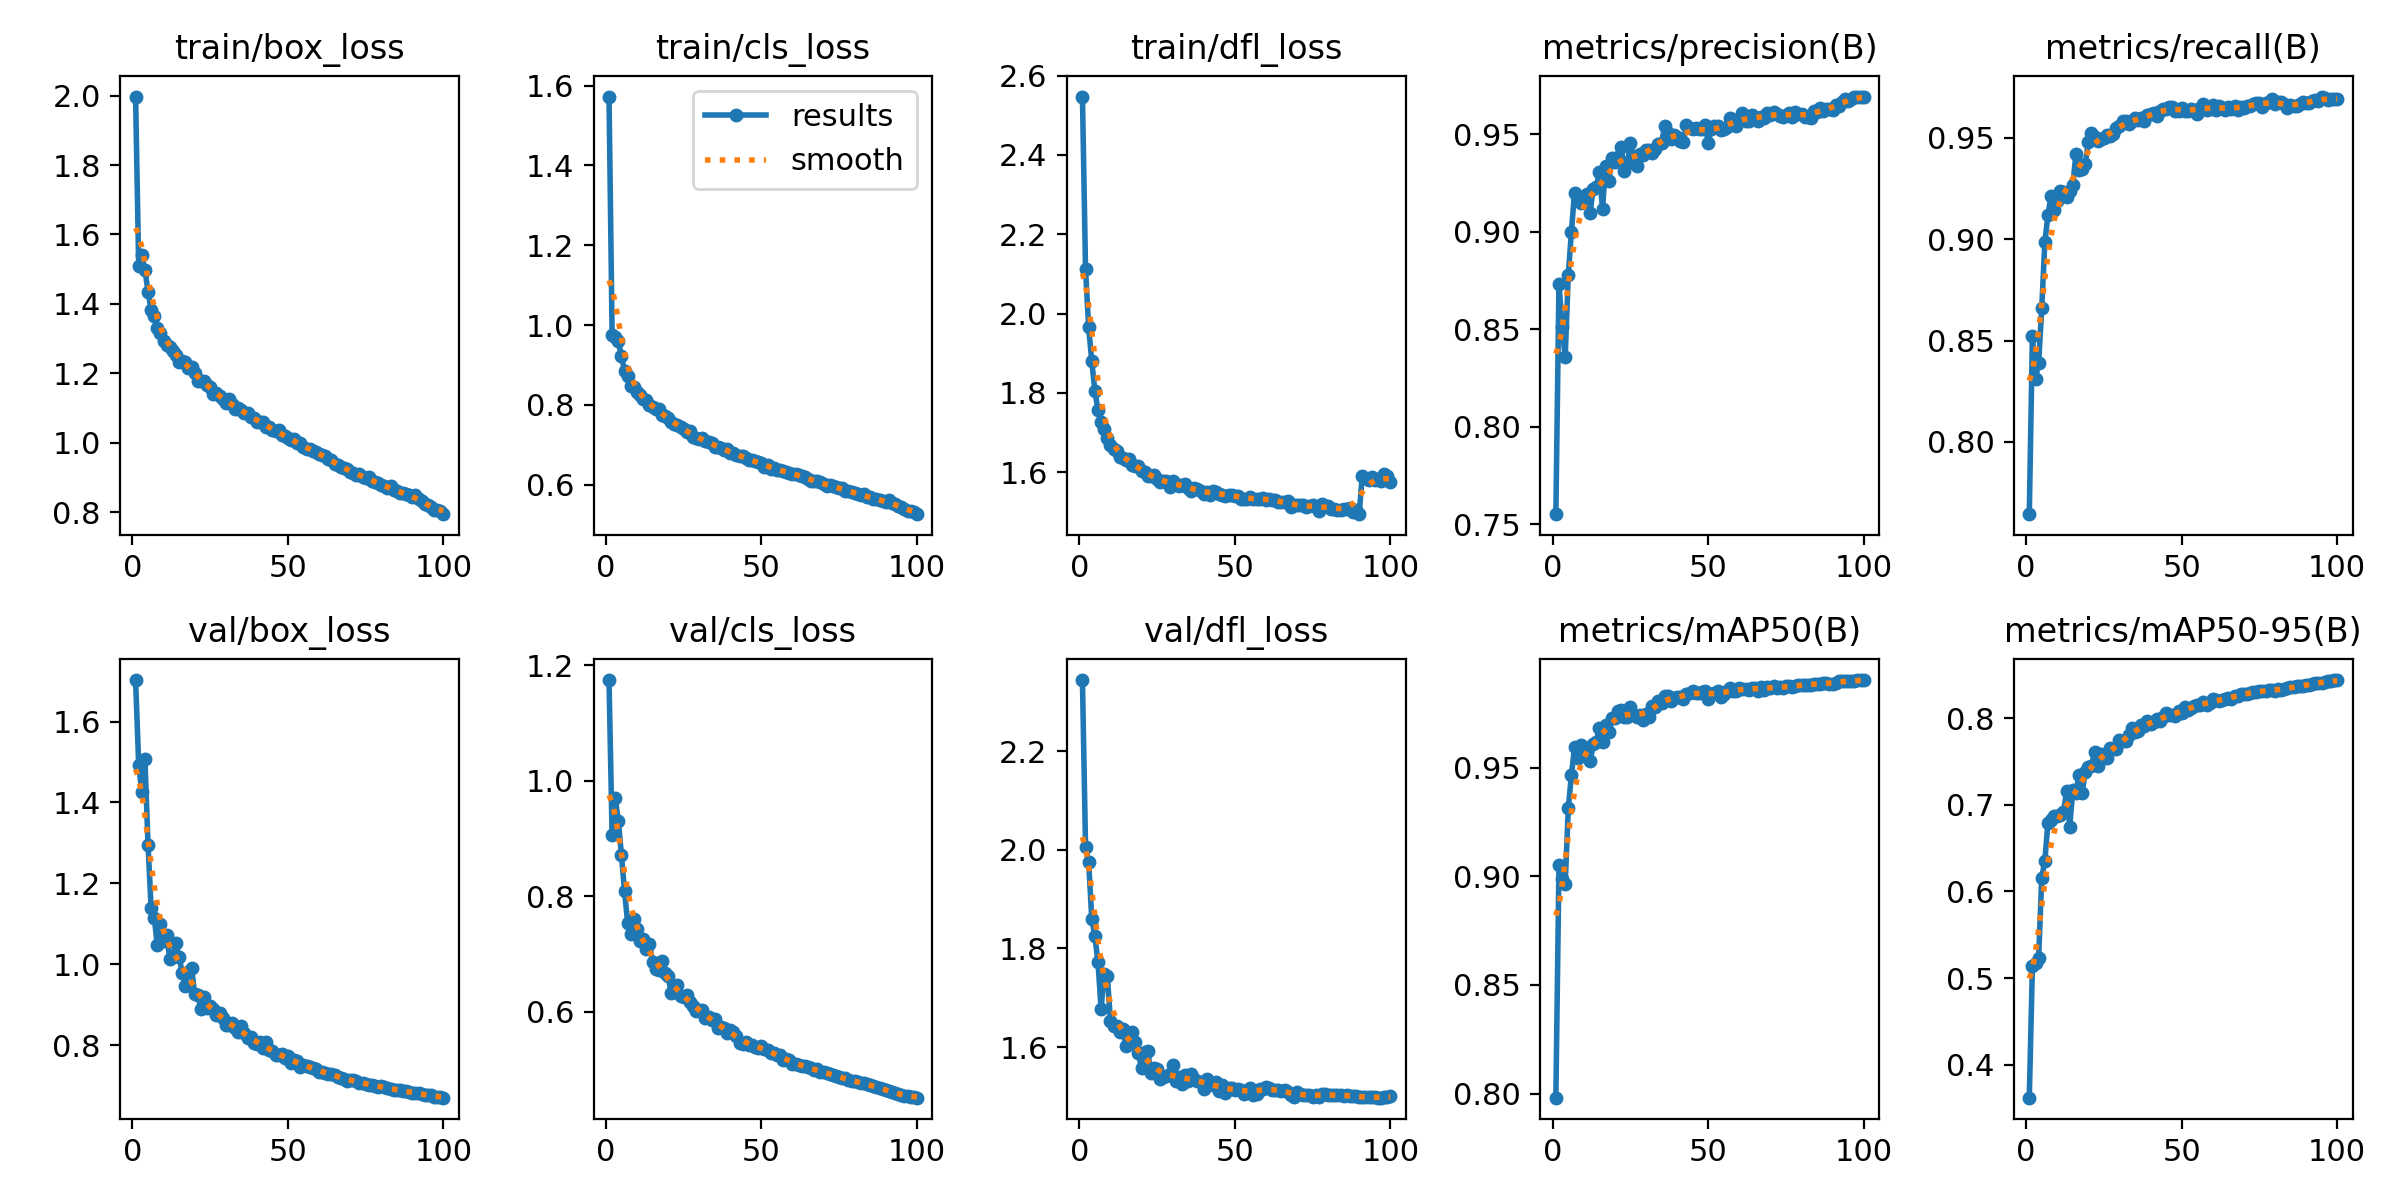 train/box_loss
2.0
1.8
1.6
1.4
1.2
1.0
0.8
0 50 100
train/cls_loss
1.6
1.4
1.2
1.0
0.8
0.6
results
smooth
0 50 100
train/dfl_loss
2.6
2.4
2.2
2.0
1.8
1.6
0 50 100
metrics/precision(B)
0.95
0.90
0.85
0.80
0.75
0 50 100
metrics/recall(B)
0.95
0.90
0.85
0.80
0 50 100
val/box_loss
1.6
1.4
1.2
1.0
0.8
0 50 100
val/cls_loss
1.2
1.0
0.8
0.6
0 50 100
val/dfl_loss
2.2
2.0
1.8
1.6
0 50 100
metrics/mAP50(B)
0.95
0.90
0.85
0.80
0 50 100
metrics/mAP50-95(B)
0.8
0.7
0.6
0.5
0.4
0 50 100